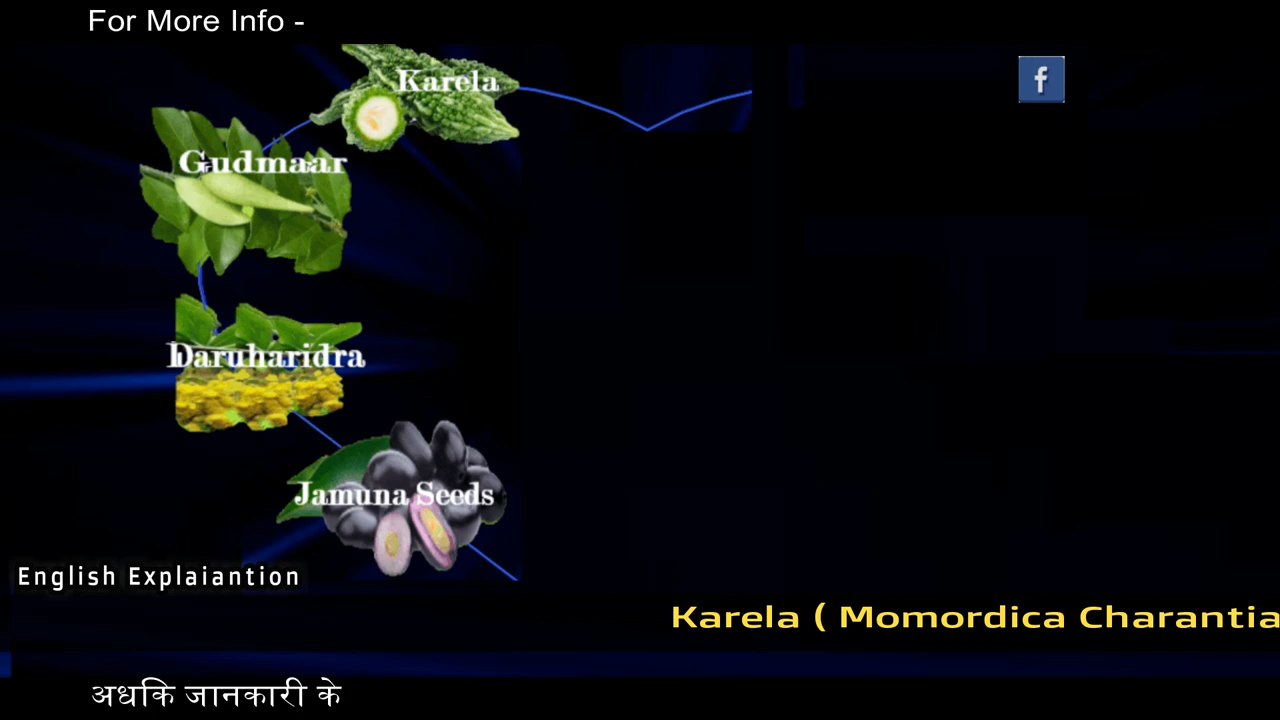 For More Info -
Karela
Gudmaar
Daruharidra
Jamuna Seeds
English Explaiantion
Karela ( Momordica Charantia
अधकि जानकारी के